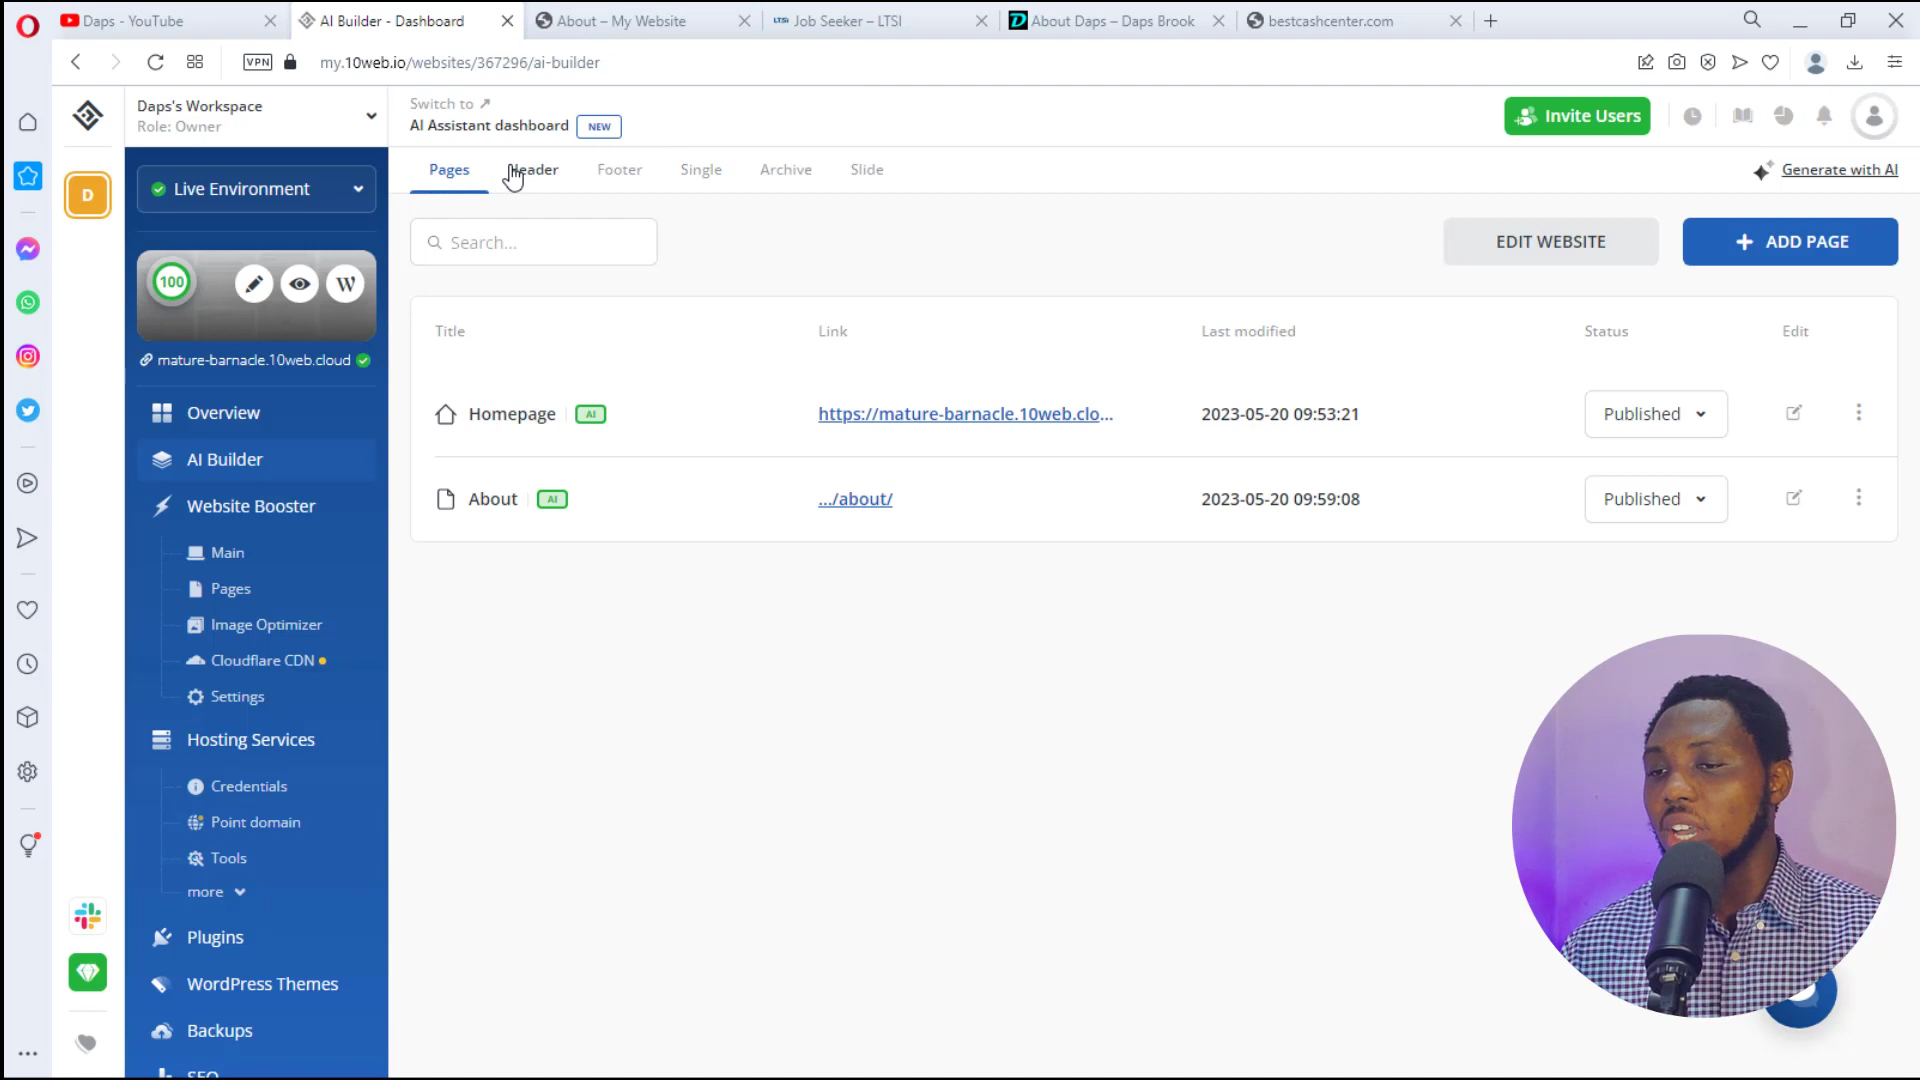 Daps - YouTube
AI Builder - Dashboard
About – My Website
LTSI Job Seeker – LTSI
D About Daps – Daps Brook
bestcashcenter.com
VPN
my.10web.io/websites/367296/ai-builder
Daps's Workspace
Role: Owner
Switch to ↗
AI Assistant dashboard NEW
Invite Users
D
Live Environment
Pages
Header
Footer
Single
Archive
Slide
Generate with AI
100
W
mature-barnacle.10web.cloud
Search...
EDIT WEBSITE
+ ADD PAGE
Title
Link
Last modified
Status
Edit
Homepage AI
https://mature-barnacle.10web.clo...
2023-05-20 09:53:21
Published
About AI
.../about/
2023-05-20 09:59:08
Published
Overview
AI Builder
Website Booster
Main
Pages
Image Optimizer
Cloudflare CDN
Settings
Hosting Services
Credentials
Point domain
Tools
more
Plugins
WordPress Themes
Backups
SEO